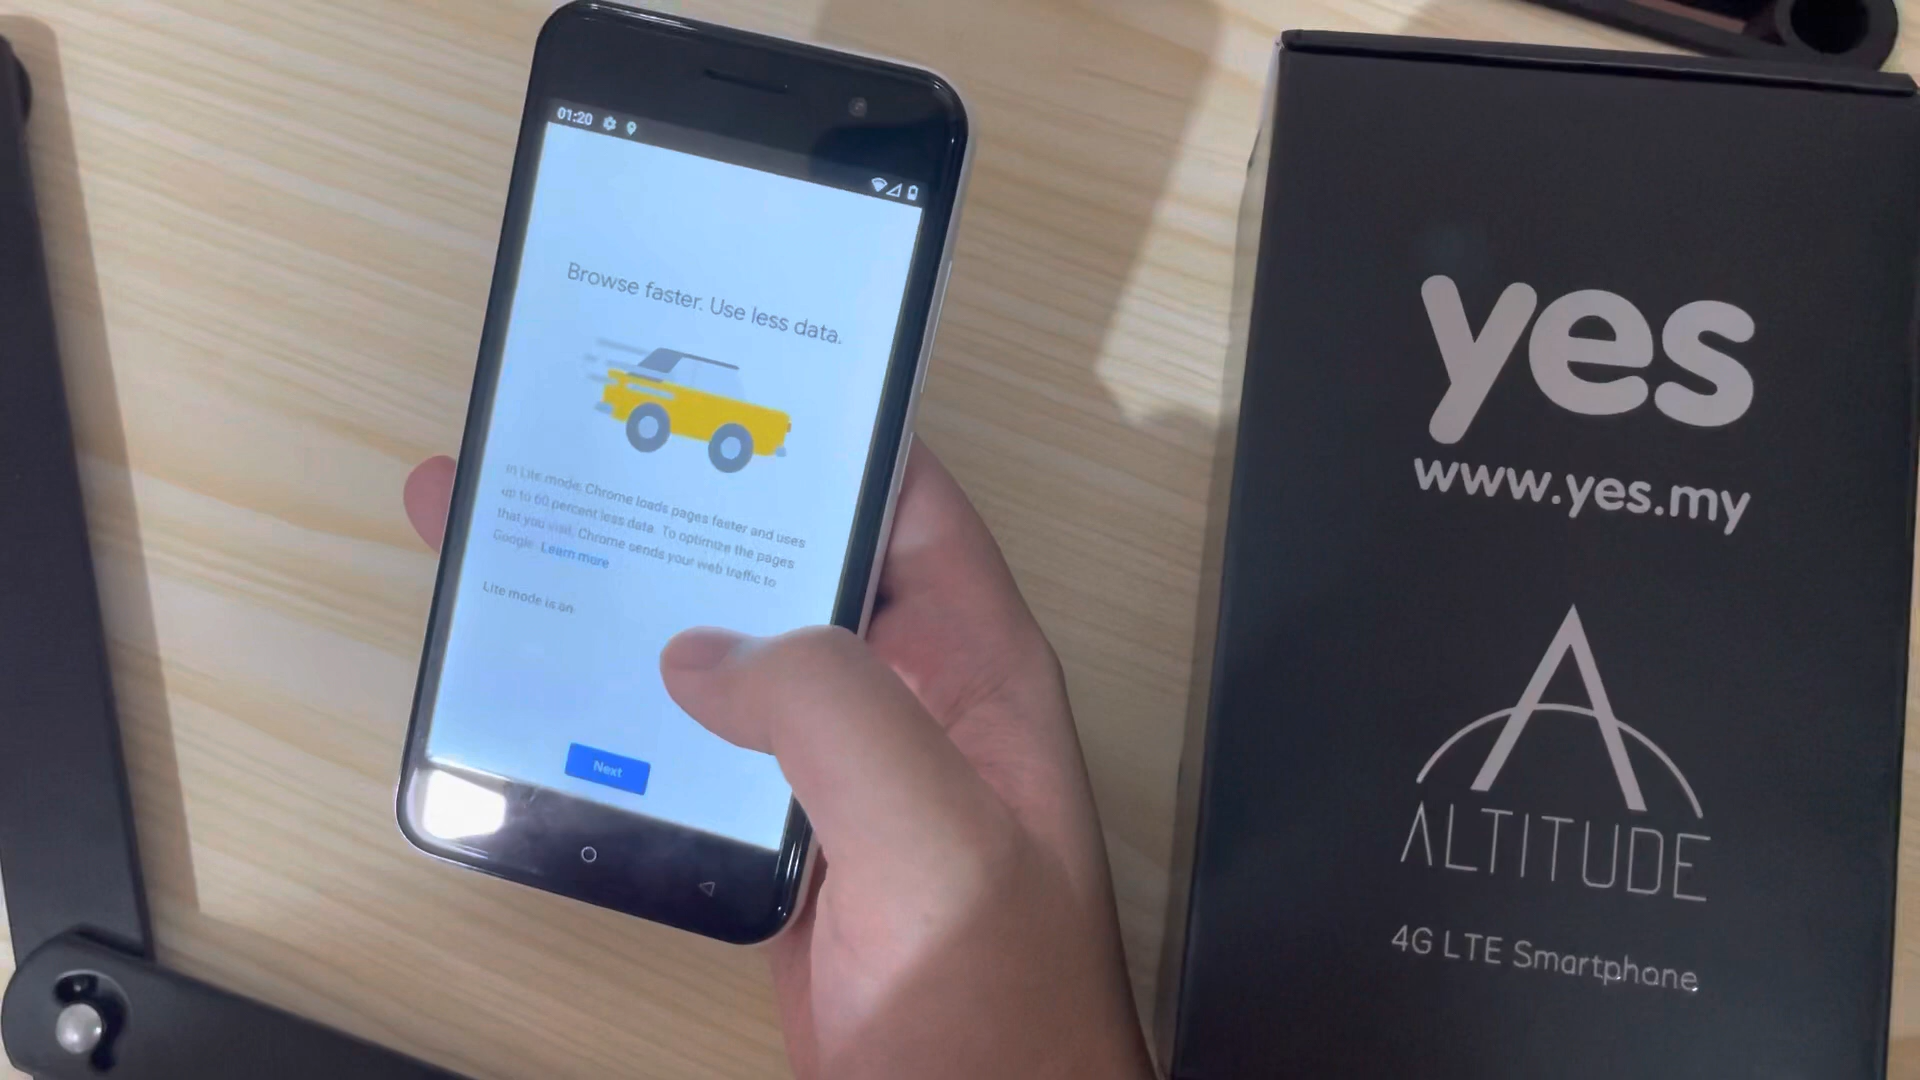 01:20
Browse faster. Use less data.
In Lite mode, Chrome loads pages faster and uses
up to 60 percent less data. To optimize the pages
that you visit, Chrome sends your web traffic to
Google. Learn more
Lite mode is on
Next
yes
www.yes.my
ALTITUDE
4G LTE Smartphone